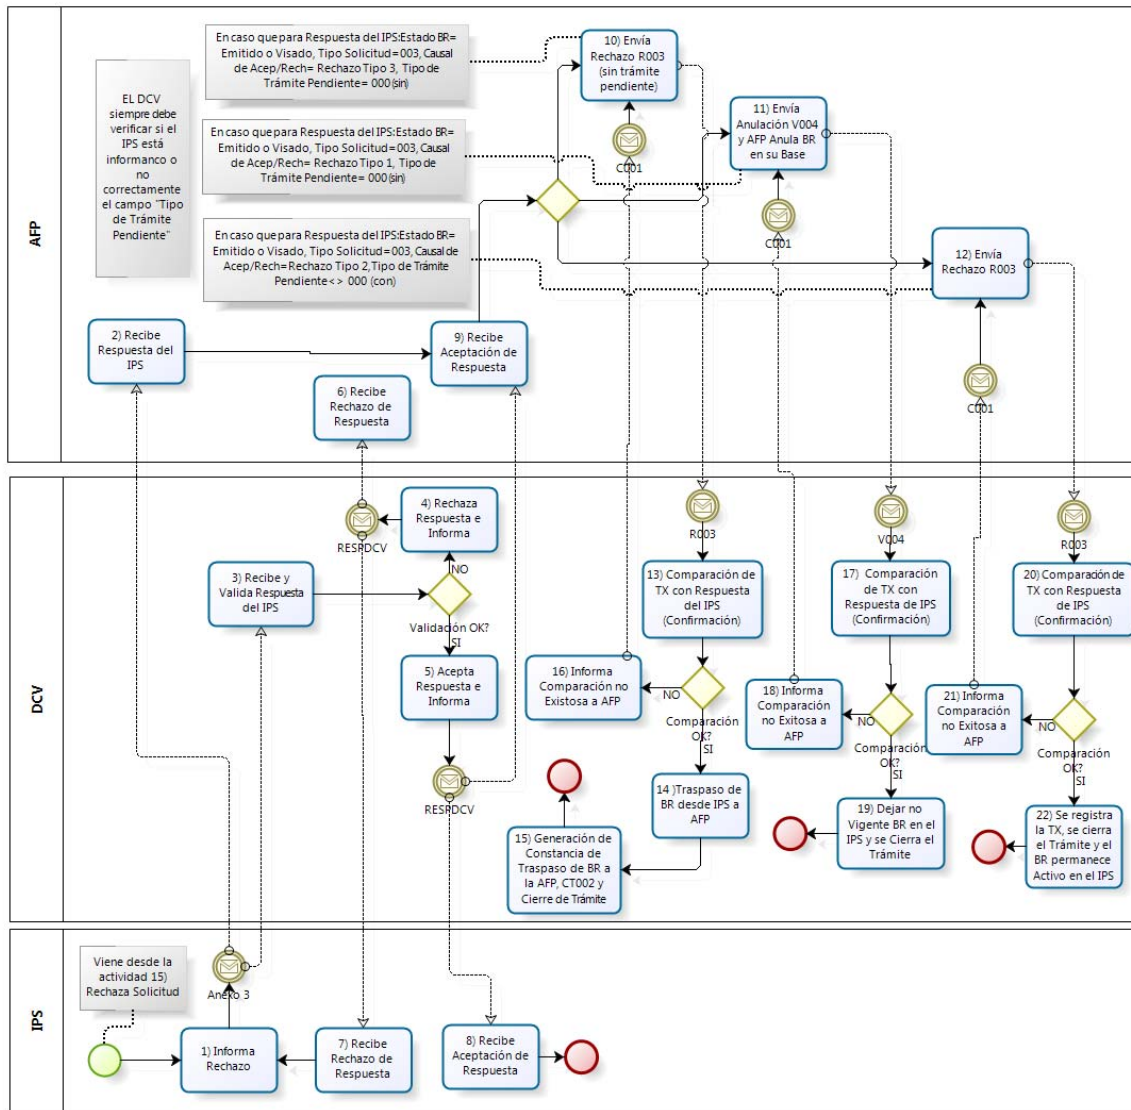 AFP
En caso que para Respuesta del IPS:Estado BR=
Emitido o Visado, Tipo Solicitud=003, Causal
de Acep/Rech= Rechazo Tipo 3, Tipo de
Trámite Pendiente= 000 (sin)
10) Envía
Rechazo R003
(sin trámite
pendiente)
EL DCV
siempre debe
verificar si el
IPS está
informanco o
no
correctamente
el campo "Tipo
de Trámite
Pendiente"
En caso que para Respuesta del IPS:Estado BR=
Emitido o Visado, Tipo Solicitud=003, Causal
de Acep/Rech= Rechazo Tipo 1, Tipo de
Trámite Pendiente= 000 (sin)
C001
11) Envía
Anulación V004
y AFP Anula BR
en su Base
C001
En caso que para Respuesta del IPS:Estado BR=
Emitido o Visado, Tipo Solicitud=003, Causal de
Acep/Rech=Rechazo Tipo 2,Tipo de Trámite
Pendiente<> 000 (con)
12) Envía
Rechazo R003
C001
2) Recibe
Respuesta del
IPS
9) Recibe
Aceptación de
Respuesta
6) Recibe
Rechazo de
Respuesta
DCV
RESPDCV
4) Rechaza
Respuesta e
Informa
NO
3) Recibe y
Valida Respuesta
del IPS
Validación OK?
SI
5) Acepta
Respuesta e
Informa
RESPDCV
R003
13) Comparación de
TX con Respuesta
del IPS
(Confirmación)
16) Informa
Comparación no
Existosa a AFP
NO
Comparación
OK?
SI
14 )Traspaso de
BR desde IPS a
AFP
15) Generación de
Constancia de
Traspaso de BR a
la AFP, CT002 y
Cierre de Trámite
V004
17) Comparación
de TX con
Respuesta de IPS
(Confirmación)
18) Informa
Comparación
no Exitosa a AFP
NO
Comparación
OK?
SI
19) Dejar no
Vigente BR en el
IPS y se Cierra el
Trámite
R003
20) Comparación de
TX con Respuesta
de IPS
(Confirmación)
21) Informa
Comparación
no Exitosa a
AFP
NO
Comparación
OK?
SI
22) Se registra
la TX, se cierra
el Trámite y el
BR permanece
Activo en el IPS
IPS
Viene desde la
actividad 15)
Rechaza Solicitud
Anexo 3
1) Informa
Rechazo
7) Recibe
Rechazo de
Respuesta
8) Recibe
Aceptación de
Respuesta